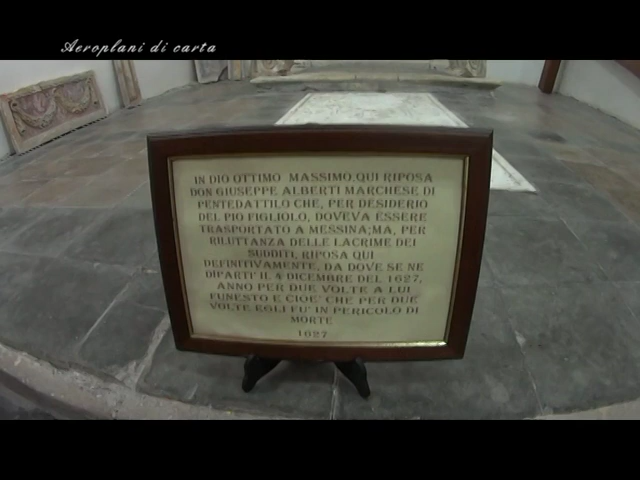 Aeroplani di carta
IN DIO OTTIMO MASSIMO.QUI RIPOSA
DON GIUSEPPE ALBERTI MARCHESE DI
PENTEDATTILO CHE, PER DESIDERIO
DEL PIO FIGLIOLO, DOVEVA ESSERE
TRASPORTATO A MESSINA;MA, PER
RILUTTANZA DELLE LACRIME DEI
SUDDITI, RIPOSA QUI
DEFINITIVAMENTE, DA DOVE SE NE
DIPARTI' IL 4 DICEMBRE DEL 1627,
ANNO PER DUE VOLTE A LUI
FUNESTO E CIOE' CHE PER DUE
VOLTE EGLI FU' IN PERICOLO DI
MORTE
1627